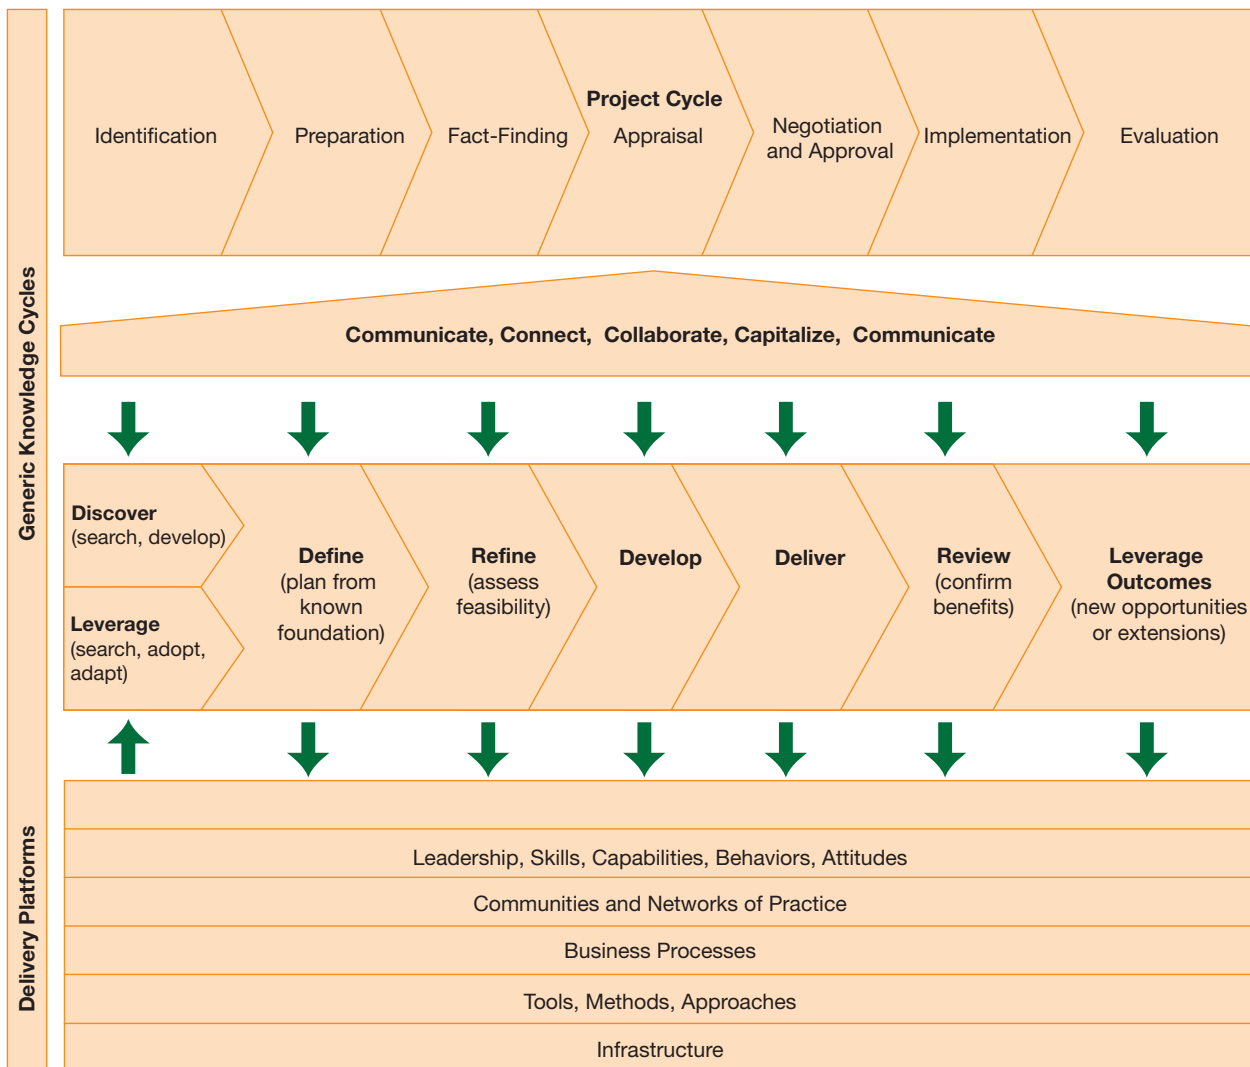 Generic Knowledge Cycles
Project Cycle
Identification
Preparation
Fact-Finding
Appraisal
Negotiation
and Approval
Implementation
Evaluation
Communicate, Connect, Collaborate, Capitalize, Communicate
Discover
(search, develop)
Leverage
(search, adopt,
adapt)
Define
(plan from
known
foundation)
Refine
(assess
feasibility)
Develop
Deliver
Review
(confirm
benefits)
Leverage
Outcomes
(new opportunities
or extensions)
Delivery Platforms
Leadership, Skills, Capabilities, Behaviors, Attitudes
Communities and Networks of Practice
Business Processes
Tools, Methods, Approaches
Infrastructure